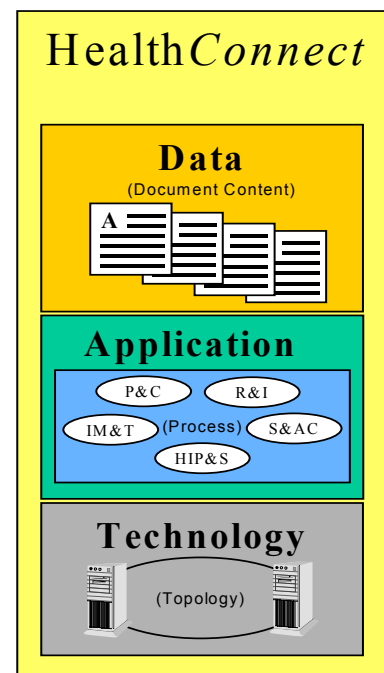 HealthConnect
Data
(Document Content)
A
Application
P&C
R&I
IM&T
(Process)
S&AC
HIP&S
Technology
(Topology)